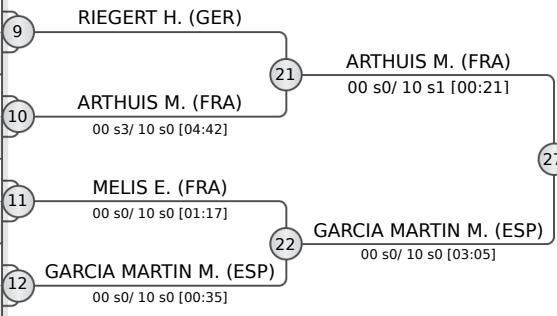 RIEGERT H. (GER)
9
ARTHUIS M. (FRA)
21
00 s0/ 10 s1 [00:21]
ARTHUIS M. (FRA)
10
00 s3/ 10 s0 [04:42]
27
MELIS E. (FRA)
11
00 s0/ 10 s0 [01:17]
GARCIA MARTIN M. (ESP)
22
00 s0/ 10 s0 [03:05]
GARCIA MARTIN M. (ESP)
12
00 s0/ 10 s0 [00:35]